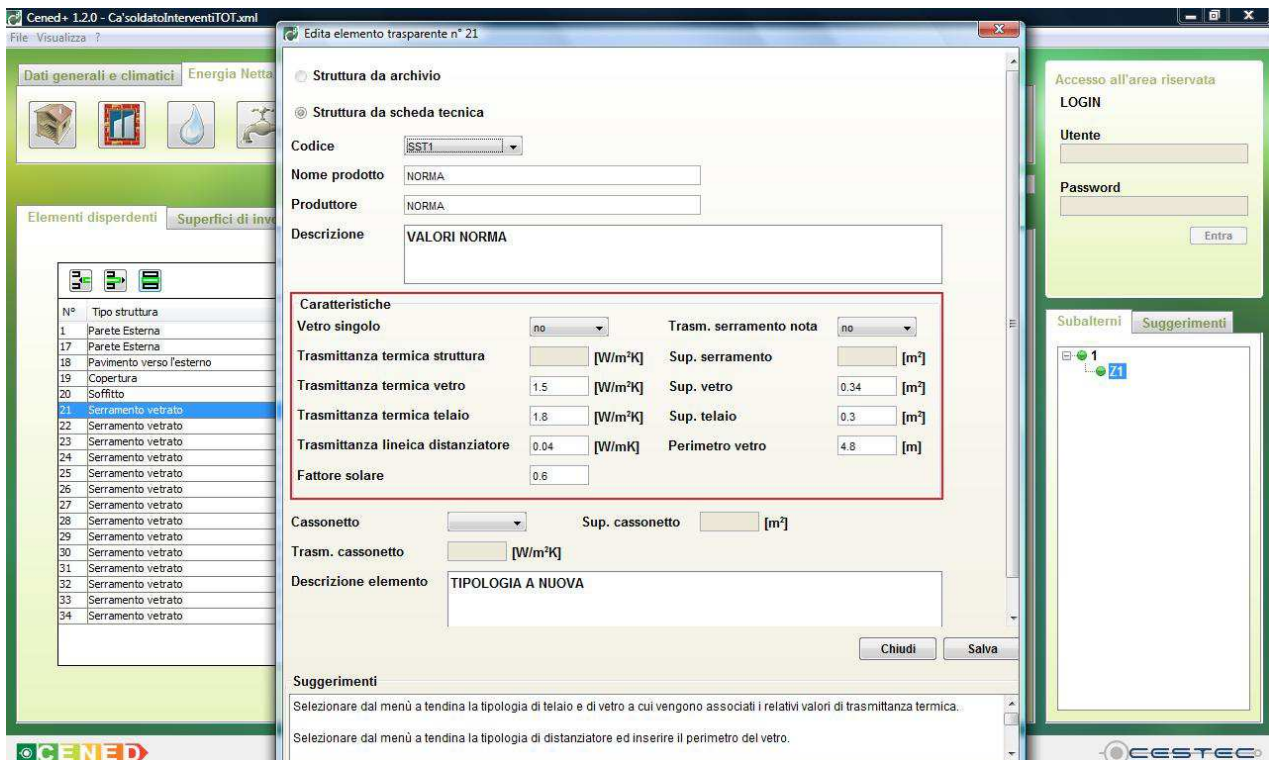 Cened+ 1.2.0 - Ca'soldatoInterventiTOT.xml
File Visualizza ?
Dati generali e climatici
Energia Netta
Elementi disperdenti
Superfici di inv
N° Tipo struttura
1 Parete Esterna
17 Parete Esterna
18 Pavimento verso l'esterno
19 Copertura
20 Soffitto
21 Serramento vetrato
22 Serramento vetrato
23 Serramento vetrato
24 Serramento vetrato
25 Serramento vetrato
26 Serramento vetrato
27 Serramento vetrato
28 Serramento vetrato
29 Serramento vetrato
30 Serramento vetrato
31 Serramento vetrato
32 Serramento vetrato
33 Serramento vetrato
34 Serramento vetrato
CENED
Edita elemento trasparente n° 21
Struttura da archivio
Struttura da scheda tecnica
Codice SST1
Nome prodotto NORMA
Produttore NORMA
Descrizione VALORI NORMA
Caratteristiche
Vetro singolo no Trasm. serramento nota no
Trasmittanza termica struttura [W/m²K] Sup. serramento [m²]
Trasmittanza termica vetro 1.5 [W/m²K] Sup. vetro 0.34 [m²]
Trasmittanza termica telaio 1.8 [W/m²K] Sup. telaio 0.3 [m²]
Trasmittanza lineica distanziatore 0.04 [W/mK] Perimetro vetro 4.8 [m]
Fattore solare 0.6
Cassonetto Sup. cassonetto [m²]
Trasm. cassonetto [W/m²K]
Descrizione elemento TIPOLOGIA A NUOVA
Chiudi Salva
Suggerimenti
Selezionare dal menù a tendina la tipologia di telaio e di vetro a cui vengono associati i relativi valori di trasmittanza termica.
Selezionare dal menù a tendina la tipologia di distanziatore ed inserire il perimetro del vetro.
Accesso all'area riservata
LOGIN
Utente
Password
Entra
Subalterni
Suggerimenti
1
Z1
CESTEC